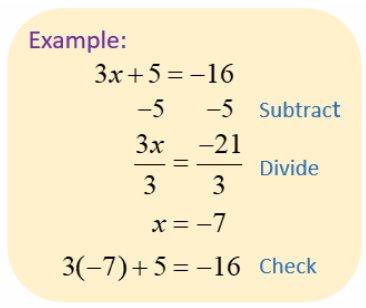 Example:
3x + 5 = −16
−5 −5 Subtract
3x/3 = −21/3 Divide
x = −7
3(−7) + 5 = −16 Check